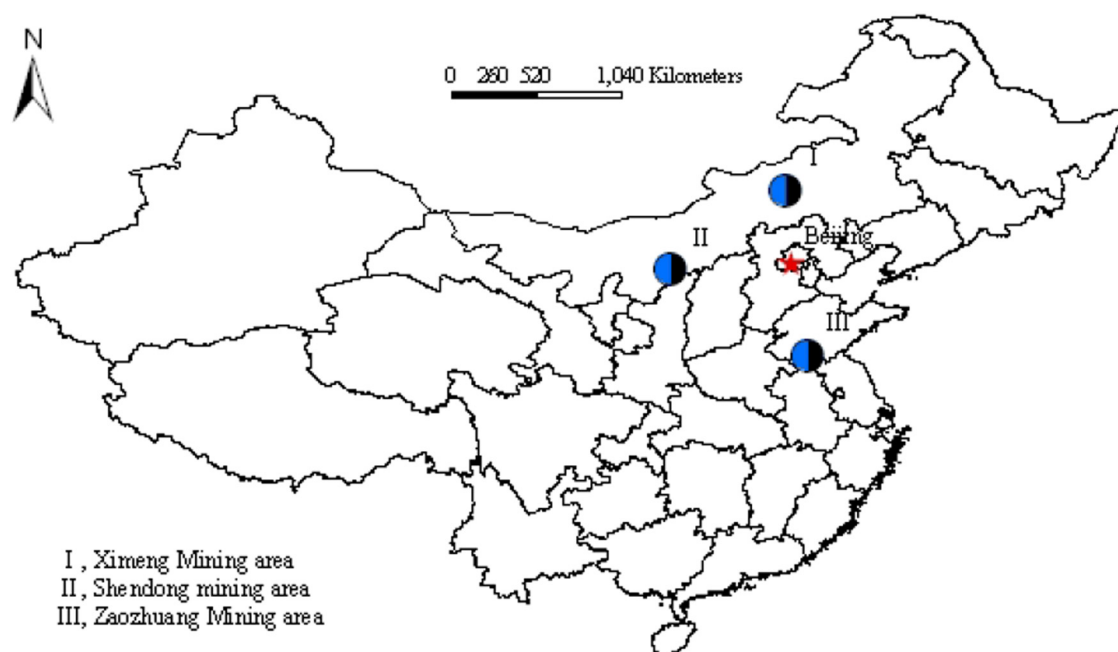 N
0 260 520 1,040 Kilometers
I
II
Beijing
III
I , Ximeng Mining area
II , Shendong mining area
III, Zaozhuang Mining area